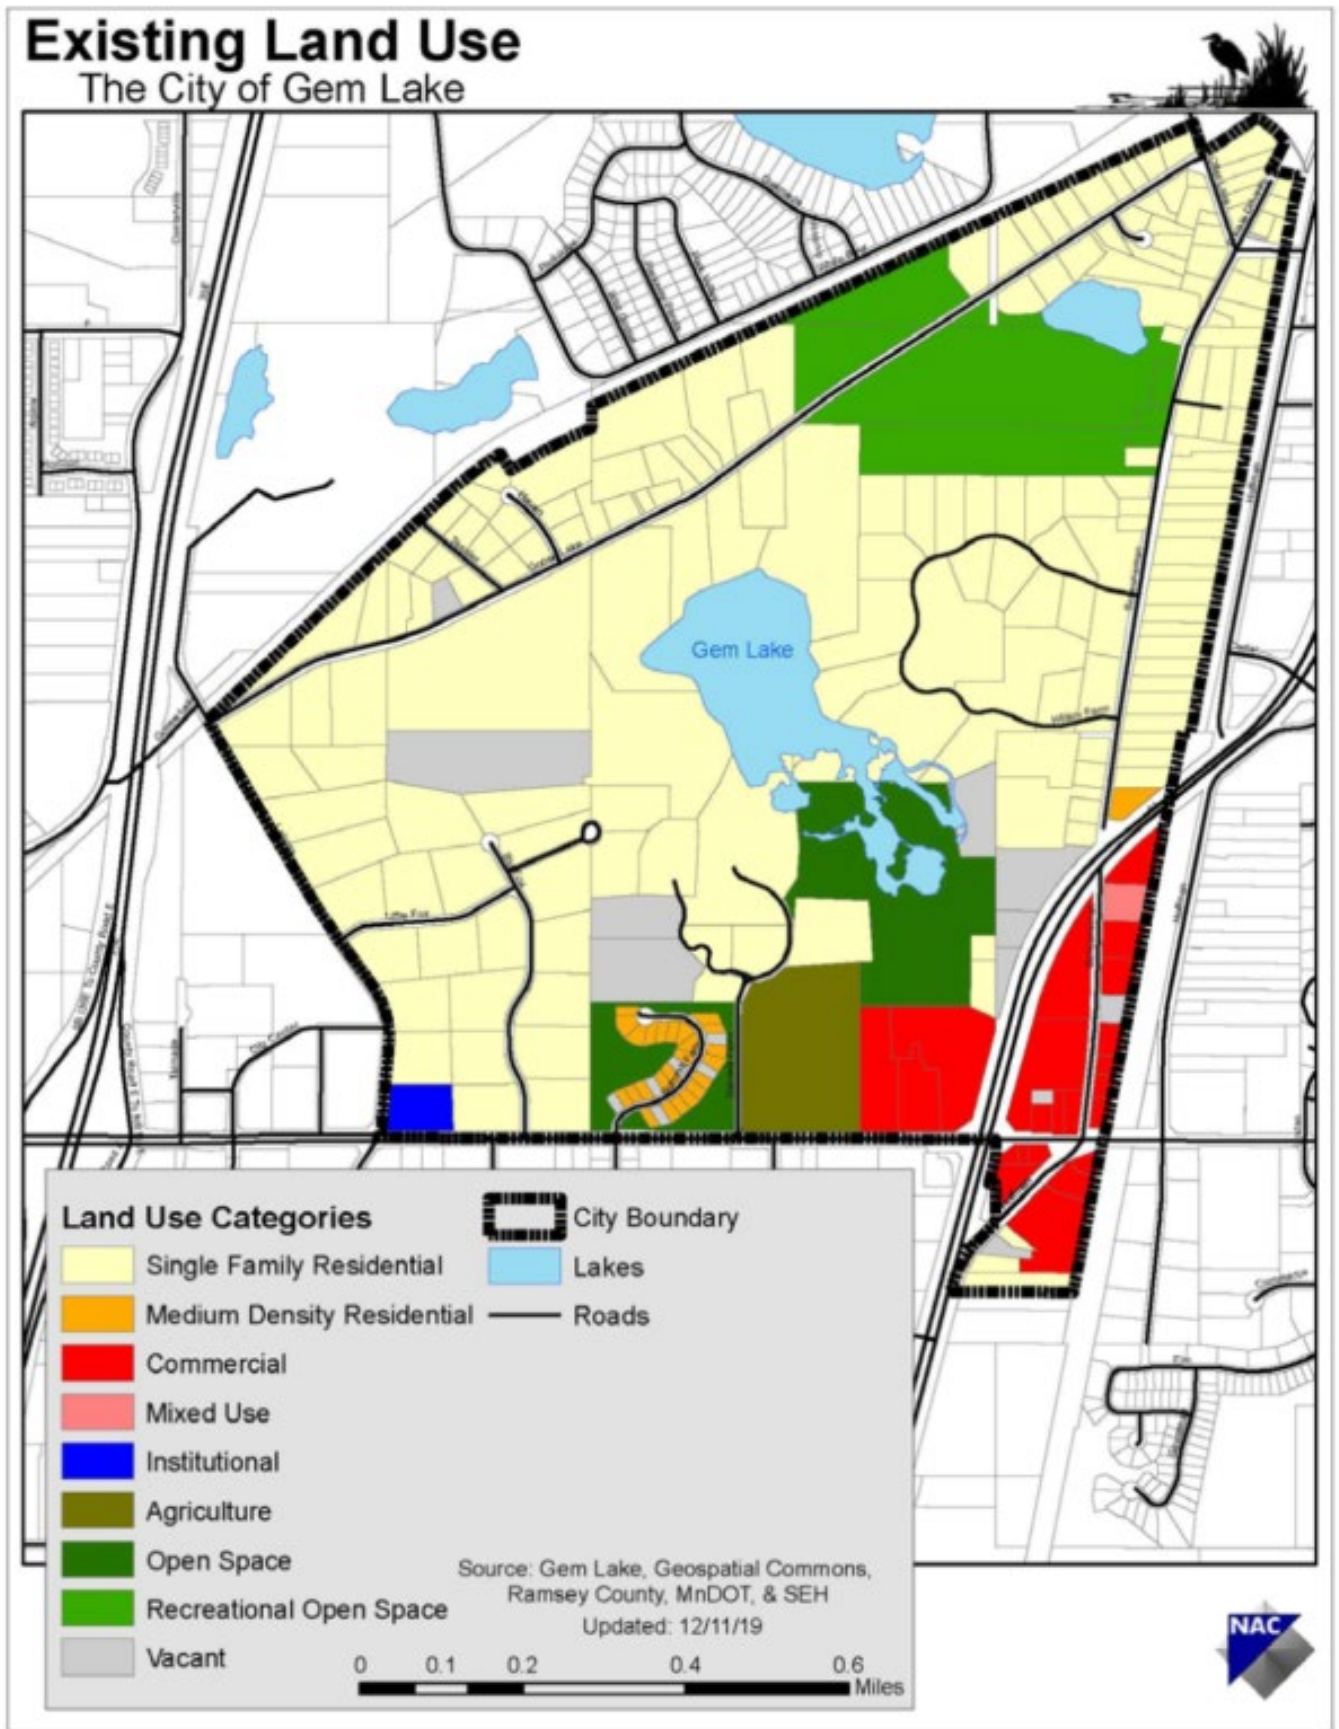 Existing Land Use
The City of Gem Lake
Gem Lake
Little Fox
Land Use Categories
City Boundary
Single Family Residential
Lakes
Medium Density Residential
Roads
Commercial
Mixed Use
Institutional
Agriculture
Open Space
Recreational Open Space
Vacant
Source: Gem Lake, Geospatial Commons,
Ramsey County, MnDOT, & SEH
Updated: 12/11/19
0 0.1 0.2 0.4 0.6
Miles
NAC